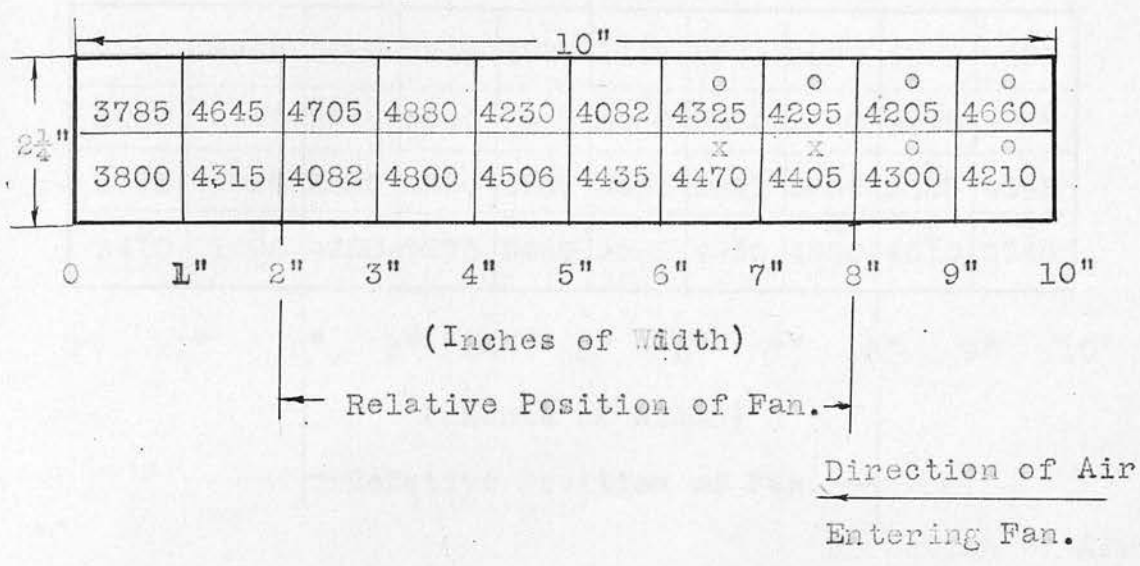 10"
o o o o
3785 4645 4705 4880 4230 4082 4325 4295 4205 4660
2¼"
x x o o
3800 4315 4082 4800 4506 4435 4470 4405 4300 4210
0 1" 2" 3" 4" 5" 6" 7" 8" 9" 10"
(Inches of Width)
Relative Position of Fan.
Direction of Air
Entering Fan.